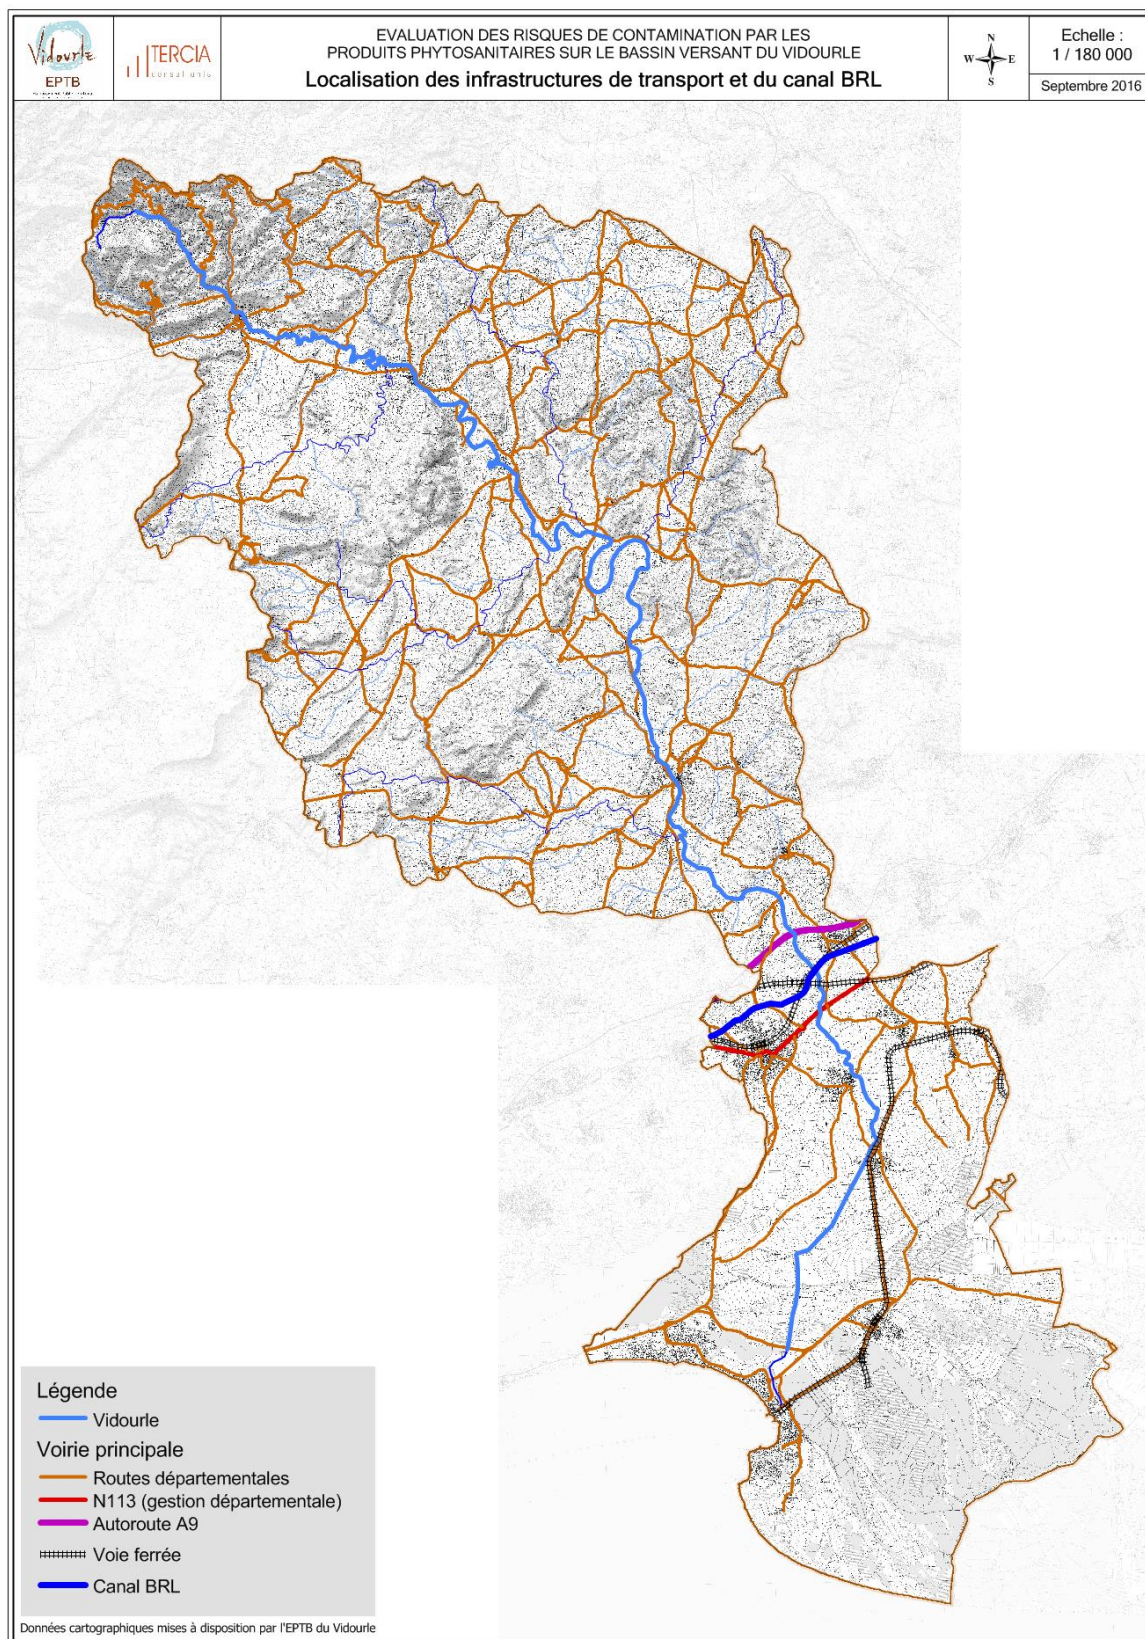 Vidourle
EPTB
TERCIA
consultants
EVALUATION DES RISQUES DE CONTAMINATION PAR LES
PRODUITS PHYTOSANITAIRES SUR LE BASSIN VERSANT DU VIDOURLE
Localisation des infrastructures de transport et du canal BRL
N
W E
S
Echelle :
1 / 180 000
Septembre 2016
Légende
Vidourle
Voirie principale
Routes départementales
N113 (gestion départementale)
Autoroute A9
Voie ferrée
Canal BRL
Données cartographiques mises à disposition par l'EPTB du Vidourle